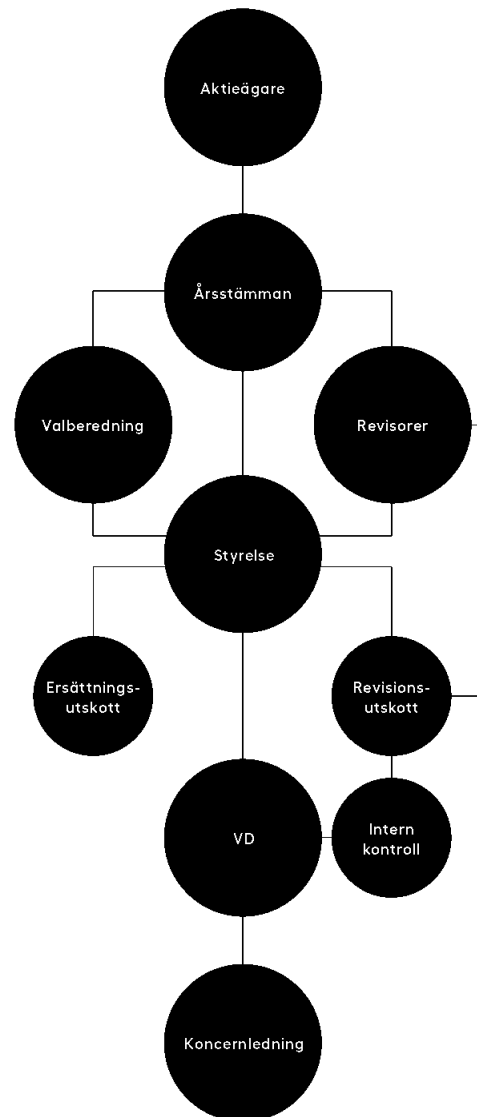 Aktieägare
Årsstämman
Valberedning
Revisorer
Styrelse
Ersättnings-
utskott
Revisions-
utskott
VD
Intern
kontroll
Koncernledning